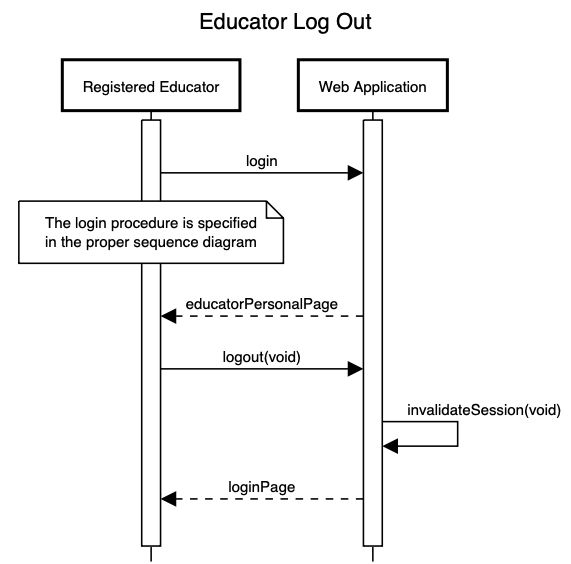 Educator Log Out
Registered Educator
Web Application
login
The login procedure is specified
in the proper sequence diagram
educatorPersonalPage
logout(void)
invalidateSession(void)
loginPage